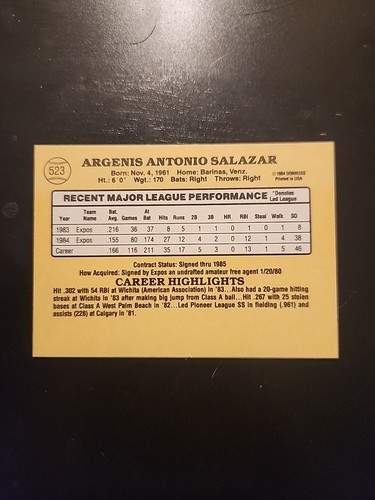 523
ARGENIS ANTONIO SALAZAR
Born: Nov. 4, 1961 Home: Barinas, Venz.
Ht.: 6'0" Wgt.: 170 Bats: Right Throws: Right
© 1984 DONRUSS
Printed in USA
RECENT MAJOR LEAGUE PERFORMANCE *Denotes Led League
Year Team Name Bat. Avg. Games At Bat Hits Runs 2B 3B HR RBI Steal Walk SO
1983 Expos .216 36 37 8 5 1 1 0 1 0 1 8
1984 Expos .155 80 174 27 12 4 2 0 12 1 4 38
Career .166 116 211 35 17 5 3 0 13 1 5 46
Contract Status: Signed thru 1985
How Acquired: Signed by Expos an undrafted amateur free agent 1/20/80
CAREER HIGHLIGHTS
Hit .302 with 54 RBI at Wichita (American Association) in '83...Also had a 20-game hitting
streak at Wichita in '83 after making big jump from Class A ball...Hit .267 with 25 stolen
bases at Class A West Palm Beach in '82...Led Pioneer League SS in fielding (.961) and
assists (228) at Calgary in '81.